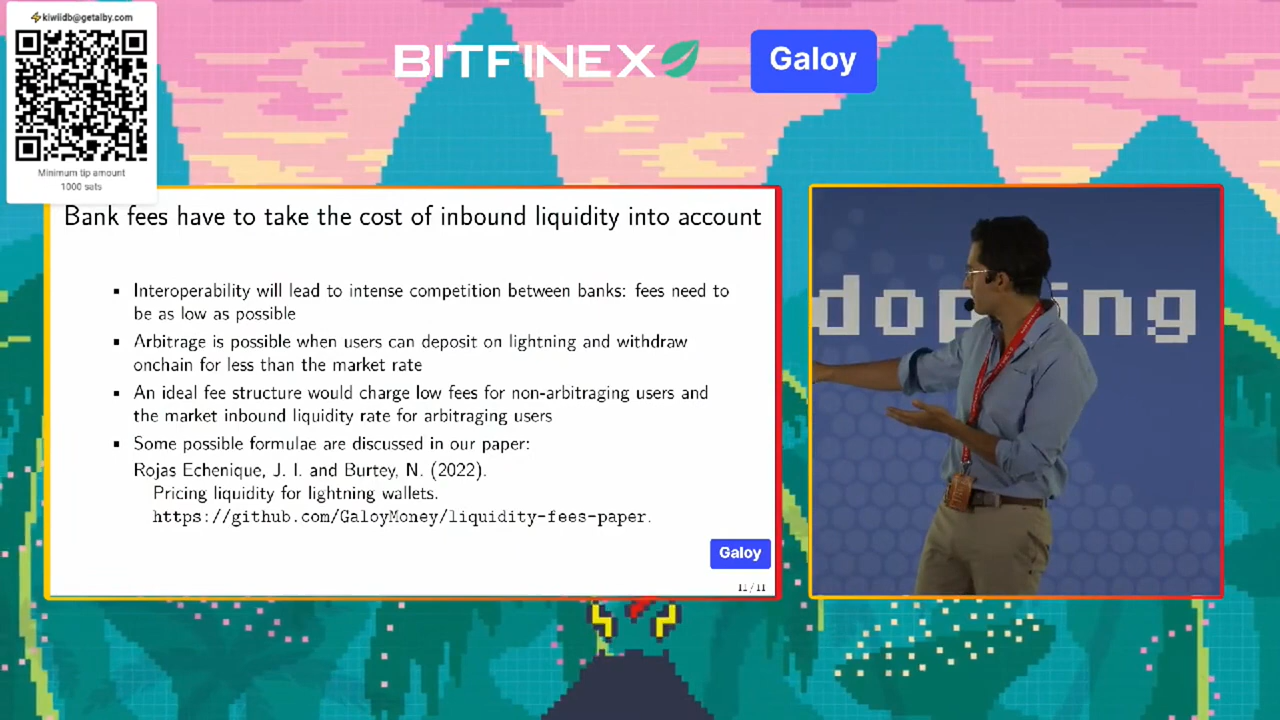 ⚡kiwiidb@getalby.com
Minimum tip amount
1000 sats
BITFINEX
Galoy
Bank fees have to take the cost of inbound liquidity into account
▪ Interoperability will lead to intense competition between banks: fees need to
be as low as possible
▪ Arbitrage is possible when users can deposit on lightning and withdraw
onchain for less than the market rate
▪ An ideal fee structure would charge low fees for non-arbitraging users and
the market inbound liquidity rate for arbitraging users
▪ Some possible formulae are discussed in our paper:
Rojas Echenique, J. I. and Burtey, N. (2022).
Pricing liquidity for lightning wallets.
https://github.com/GaloyMoney/liquidity-fees-paper.
Galoy
11/11